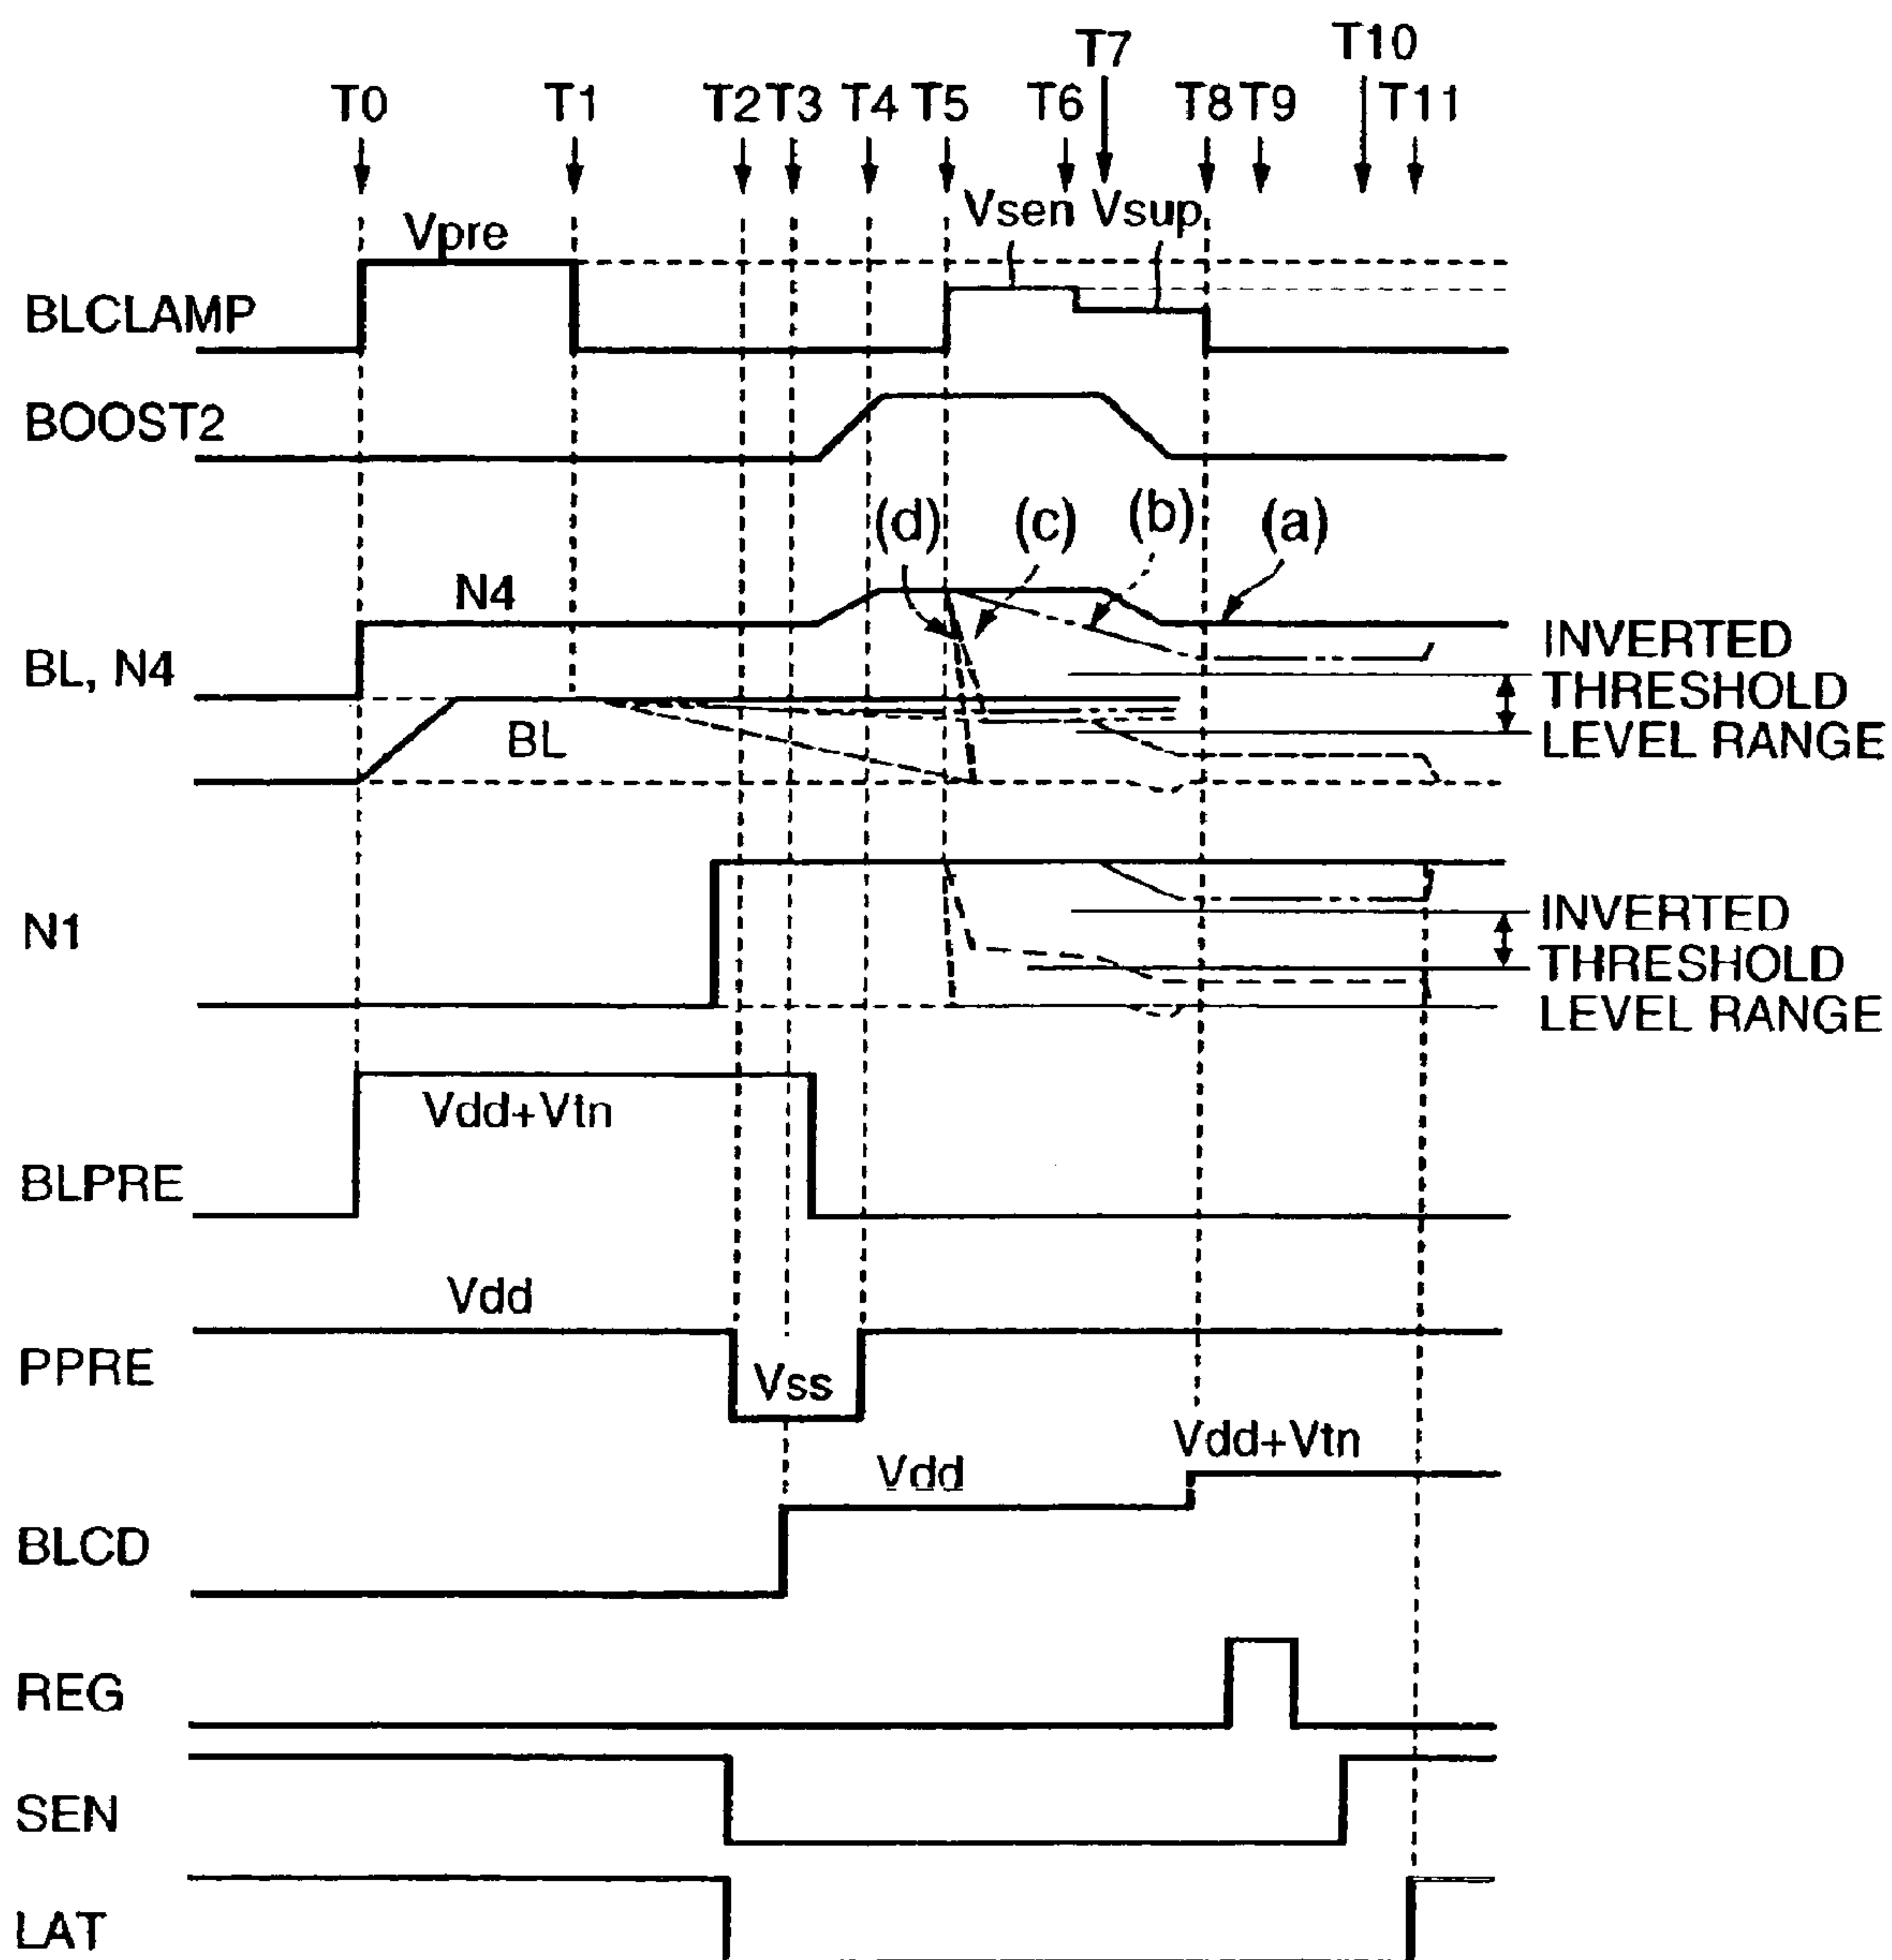 T7 T10
T0 T1 T2 T3 T4 T5 T6 T8 T9 T11
Vpre Vsen Vsup
BLCLAMP
BOOST2
(d) (c) (b) (a)
N4
BL, N4
BL
INVERTED
THRESHOLD
LEVEL RANGE
N1
INVERTED
THRESHOLD
LEVEL RANGE
Vdd+Vtn
BLPRE
Vdd
PPRE
Vss
Vdd+Vtn
Vdd
BLCD
REG
SEN
LAT